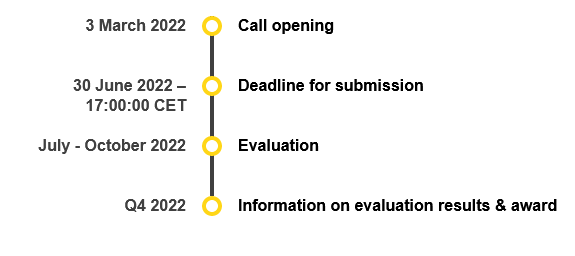 3 March 2022 Call opening
30 June 2022 – Deadline for submission
17:00:00 CET
July - October 2022 Evaluation
Q4 2022 Information on evaluation results & award